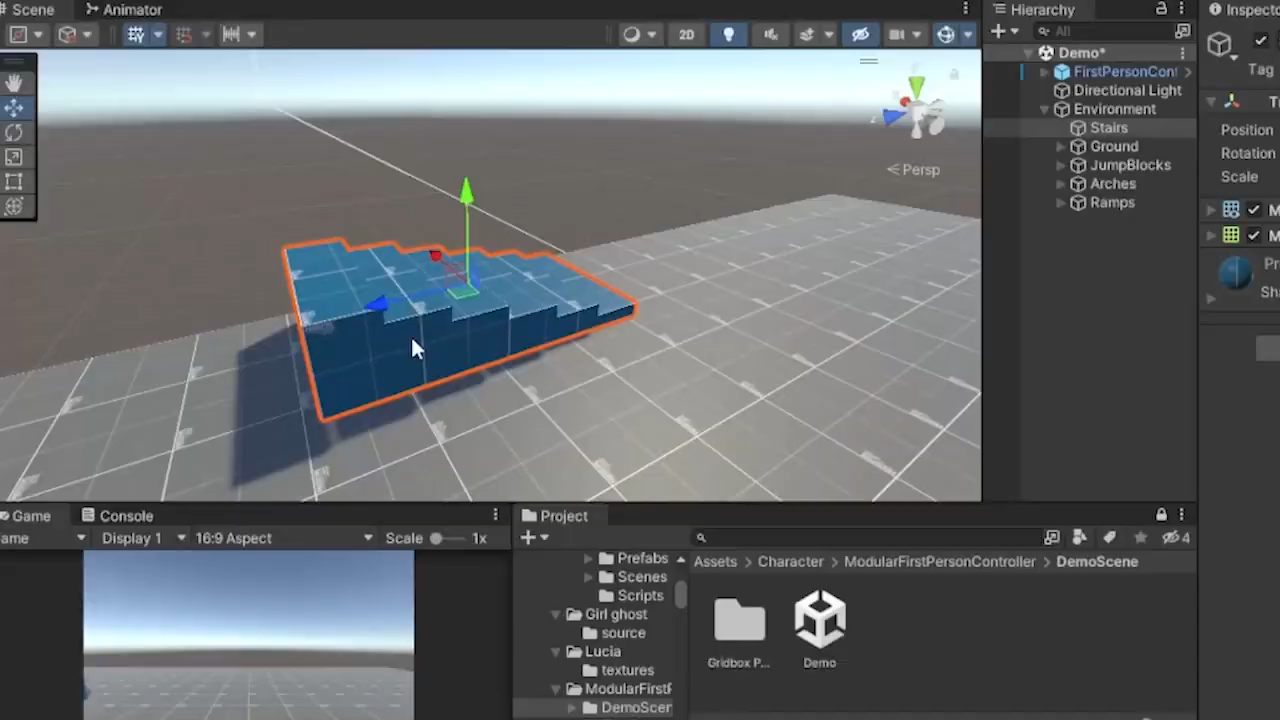 Scene
Animator
2D
Persp
Hierarchy
All
Demo*
FirstPersonCont
Directional Light
Environment
Stairs
Ground
JumpBlocks
Arches
Ramps
Inspecto
Tag
Position
Rotation
Scale
Game
Console
ame
Display 1
16:9 Aspect
Scale
1x
Project
4
Prefabs
Scenes
Scripts
Girl ghost
source
Lucia
textures
ModularFirstF
DemoScer
Assets > Character > ModularFirstPersonController > DemoScene
Gridbox P...
Demo